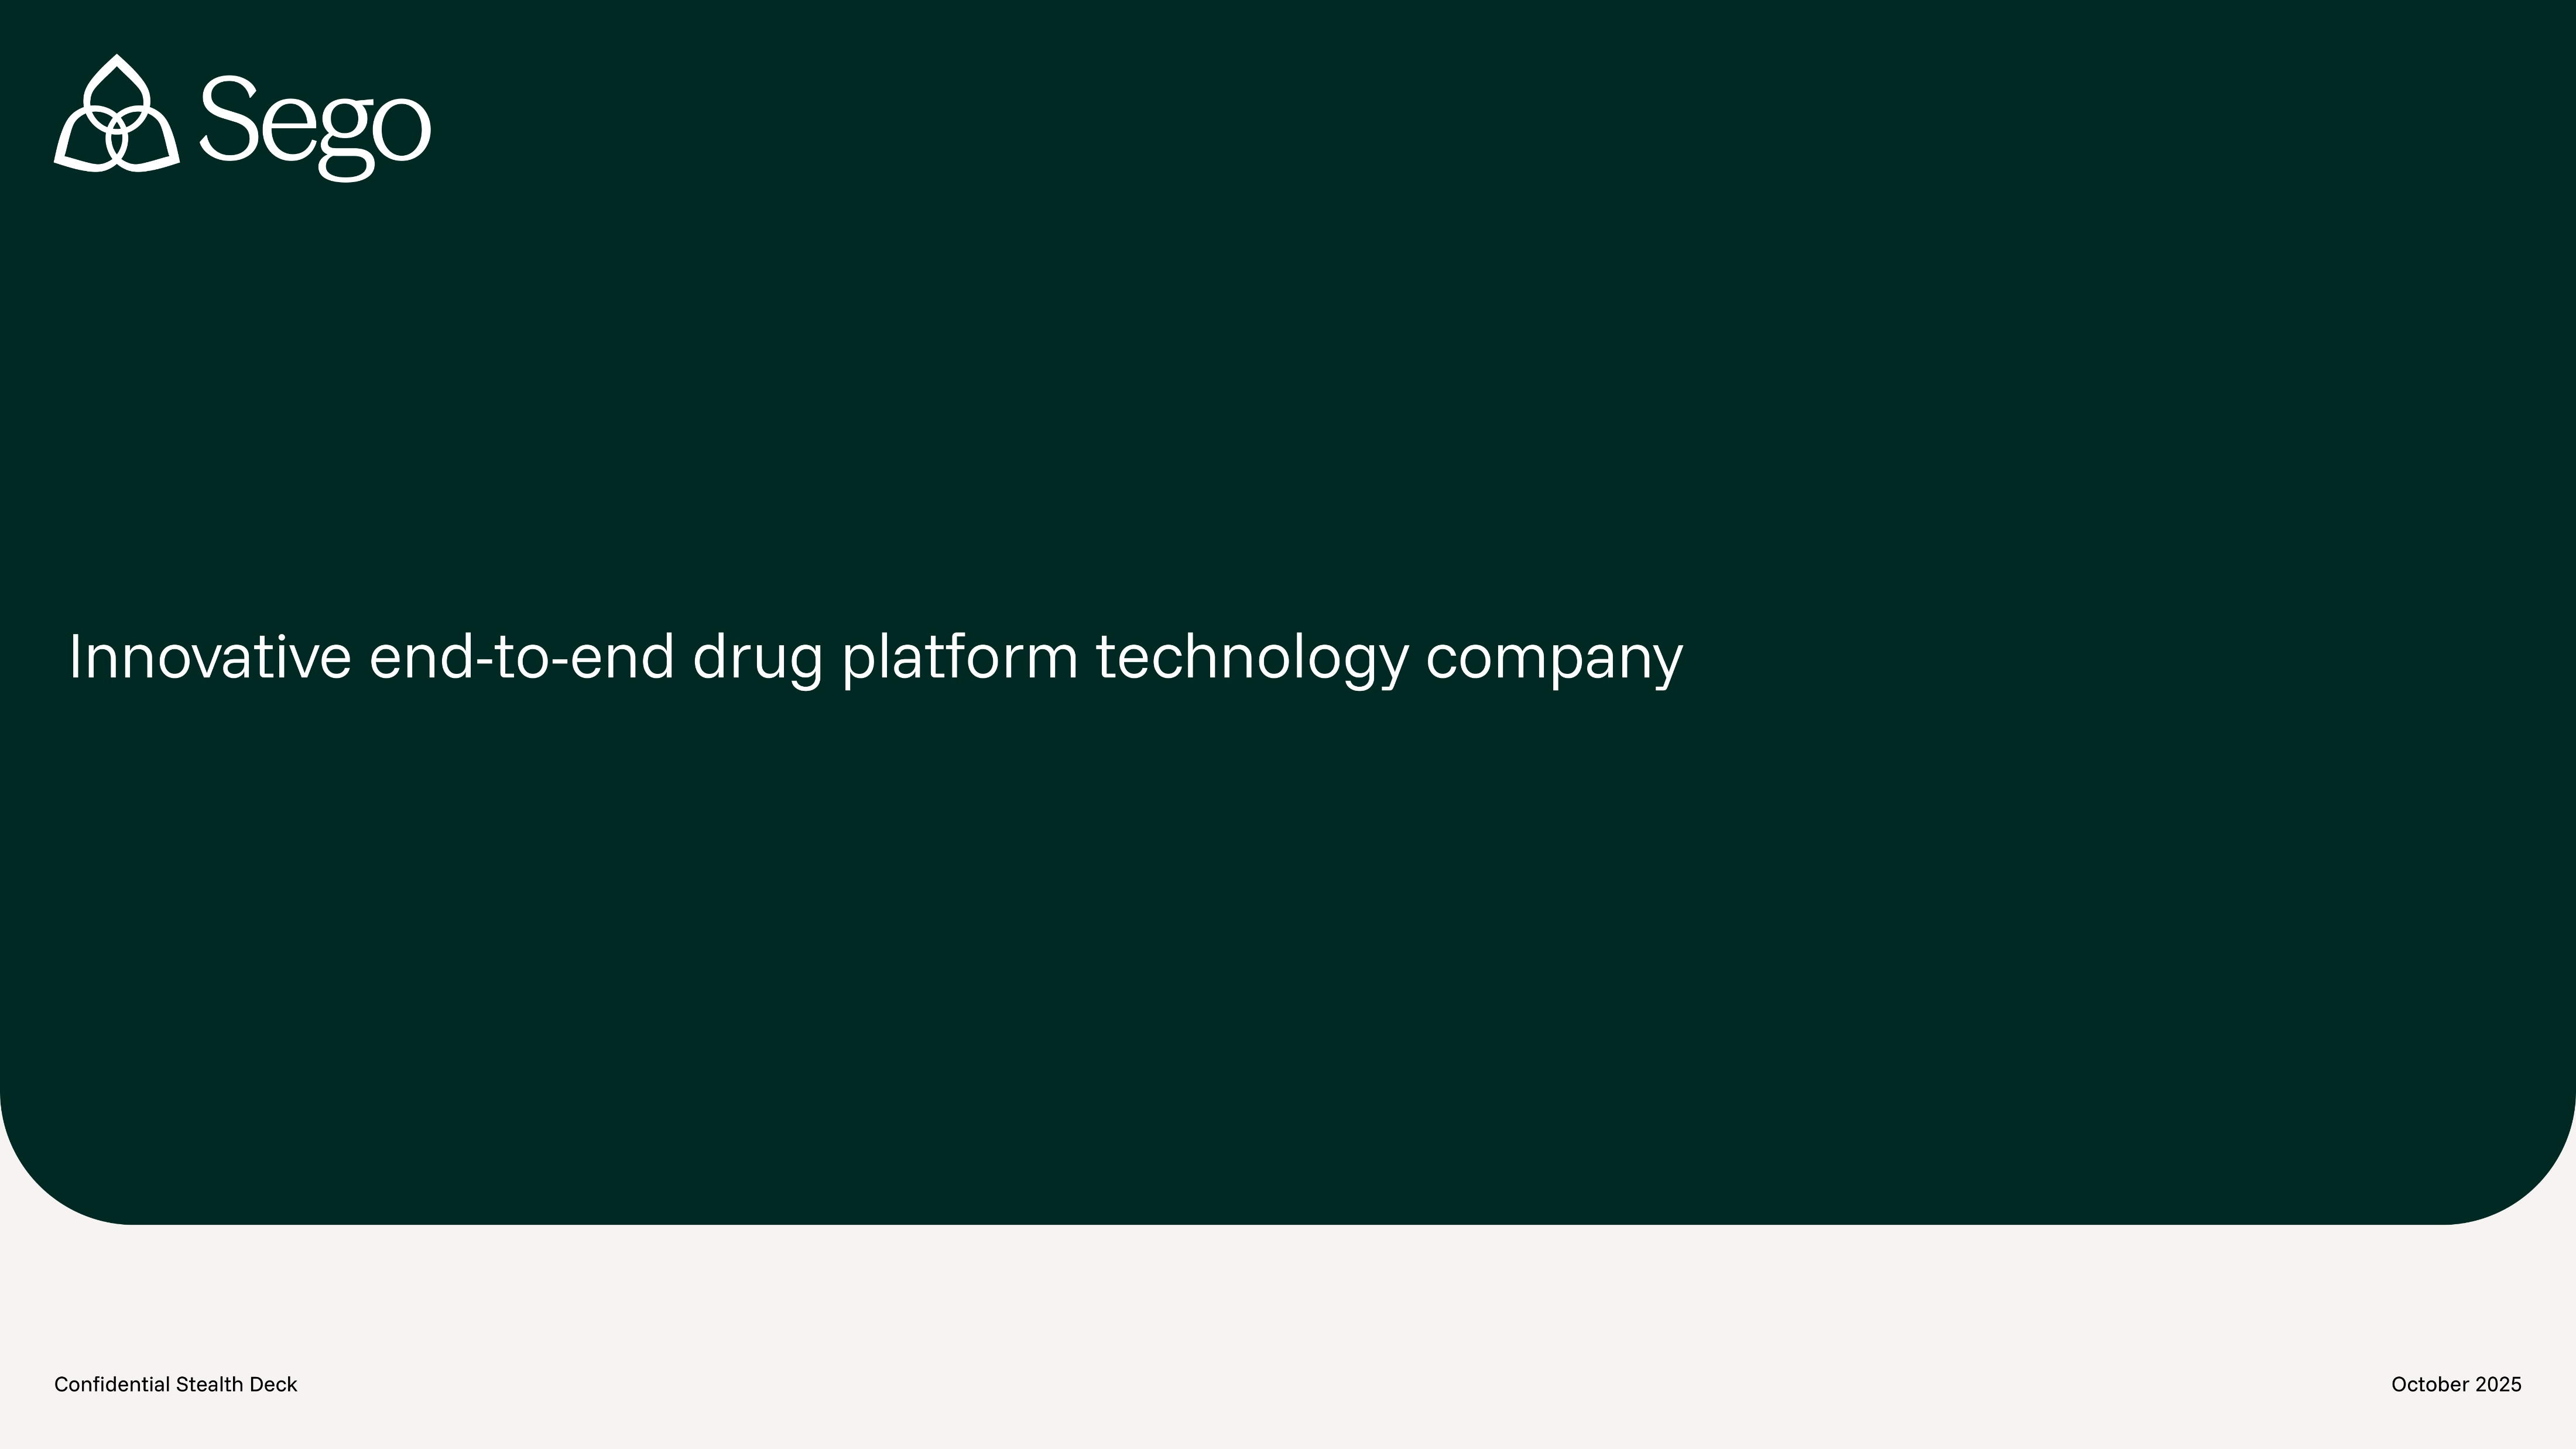 Sego
Innovative end-to-end drug platform technology company
Confidential Stealth Deck
October 2025